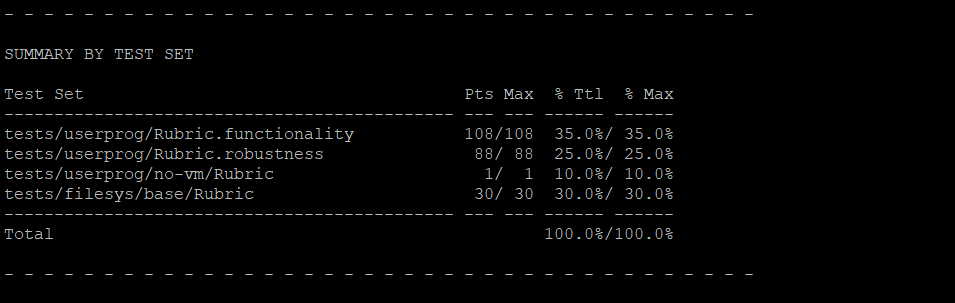 - - - - - - - - - - - - - - - - - - - - - - - - - - - - - - - - - - - - - -
SUMMARY BY TEST SET
Test Set                                      Pts Max  % Ttl  % Max
--------------------------------------------- --- --- ------ ------
tests/userprog/Rubric.functionality           108/108  35.0%/ 35.0%
tests/userprog/Rubric.robustness               88/ 88  25.0%/ 25.0%
tests/userprog/no-vm/Rubric                     1/  1  10.0%/ 10.0%
tests/filesys/base/Rubric                      30/ 30  30.0%/ 30.0%
--------------------------------------------- --- --- ------ ------
Total                                                 100.0%/100.0%
- - - - - - - - - - - - - - - - - - - - - - - - - - - - - - - - - - - - - -